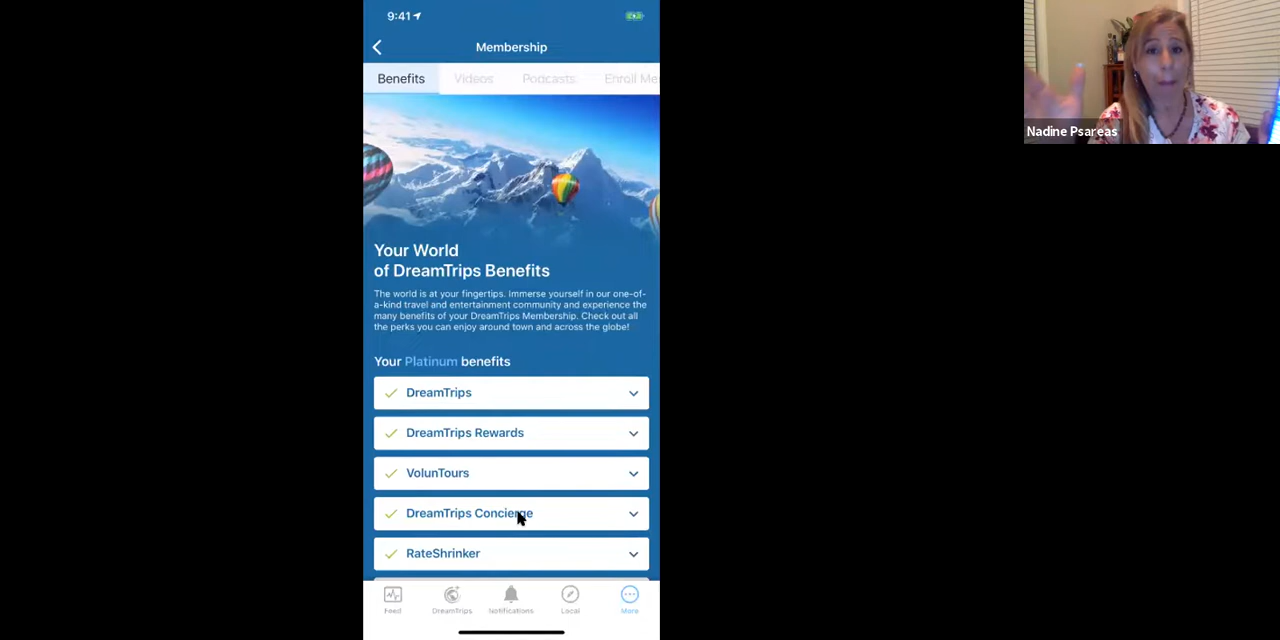 9:41
Membership
Benefits Videos Podcasts Enroll Me
Your World
of DreamTrips Benefits
The world is at your fingertips. Immerse yourself in our one-of-
a-kind travel and entertainment community and experience the
many benefits of your DreamTrips Membership. Check out all
the perks you can enjoy around town and across the globe!
Your Platinum benefits
DreamTrips
DreamTrips Rewards
VolunTours
DreamTrips Concierge
RateShrinker
Feed DreamTrips Notifications Local More
Nadine Psareas